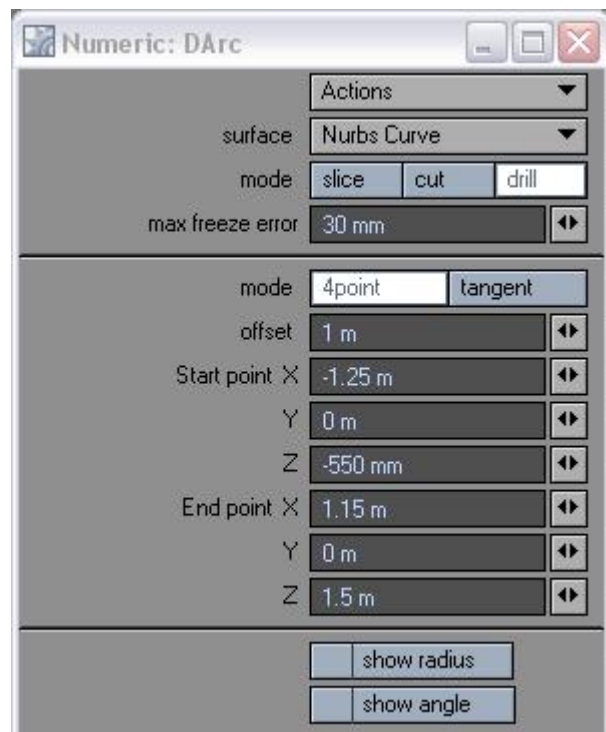 Numeric: DArc
Actions
surface Nurbs Curve
mode slice cut drill
max freeze error 30 mm
mode 4point tangent
offset 1 m
Start point X -1.25 m
Y 0 m
Z -550 mm
End point X 1.15 m
Y 0 m
Z 1.5 m
show radius
show angle